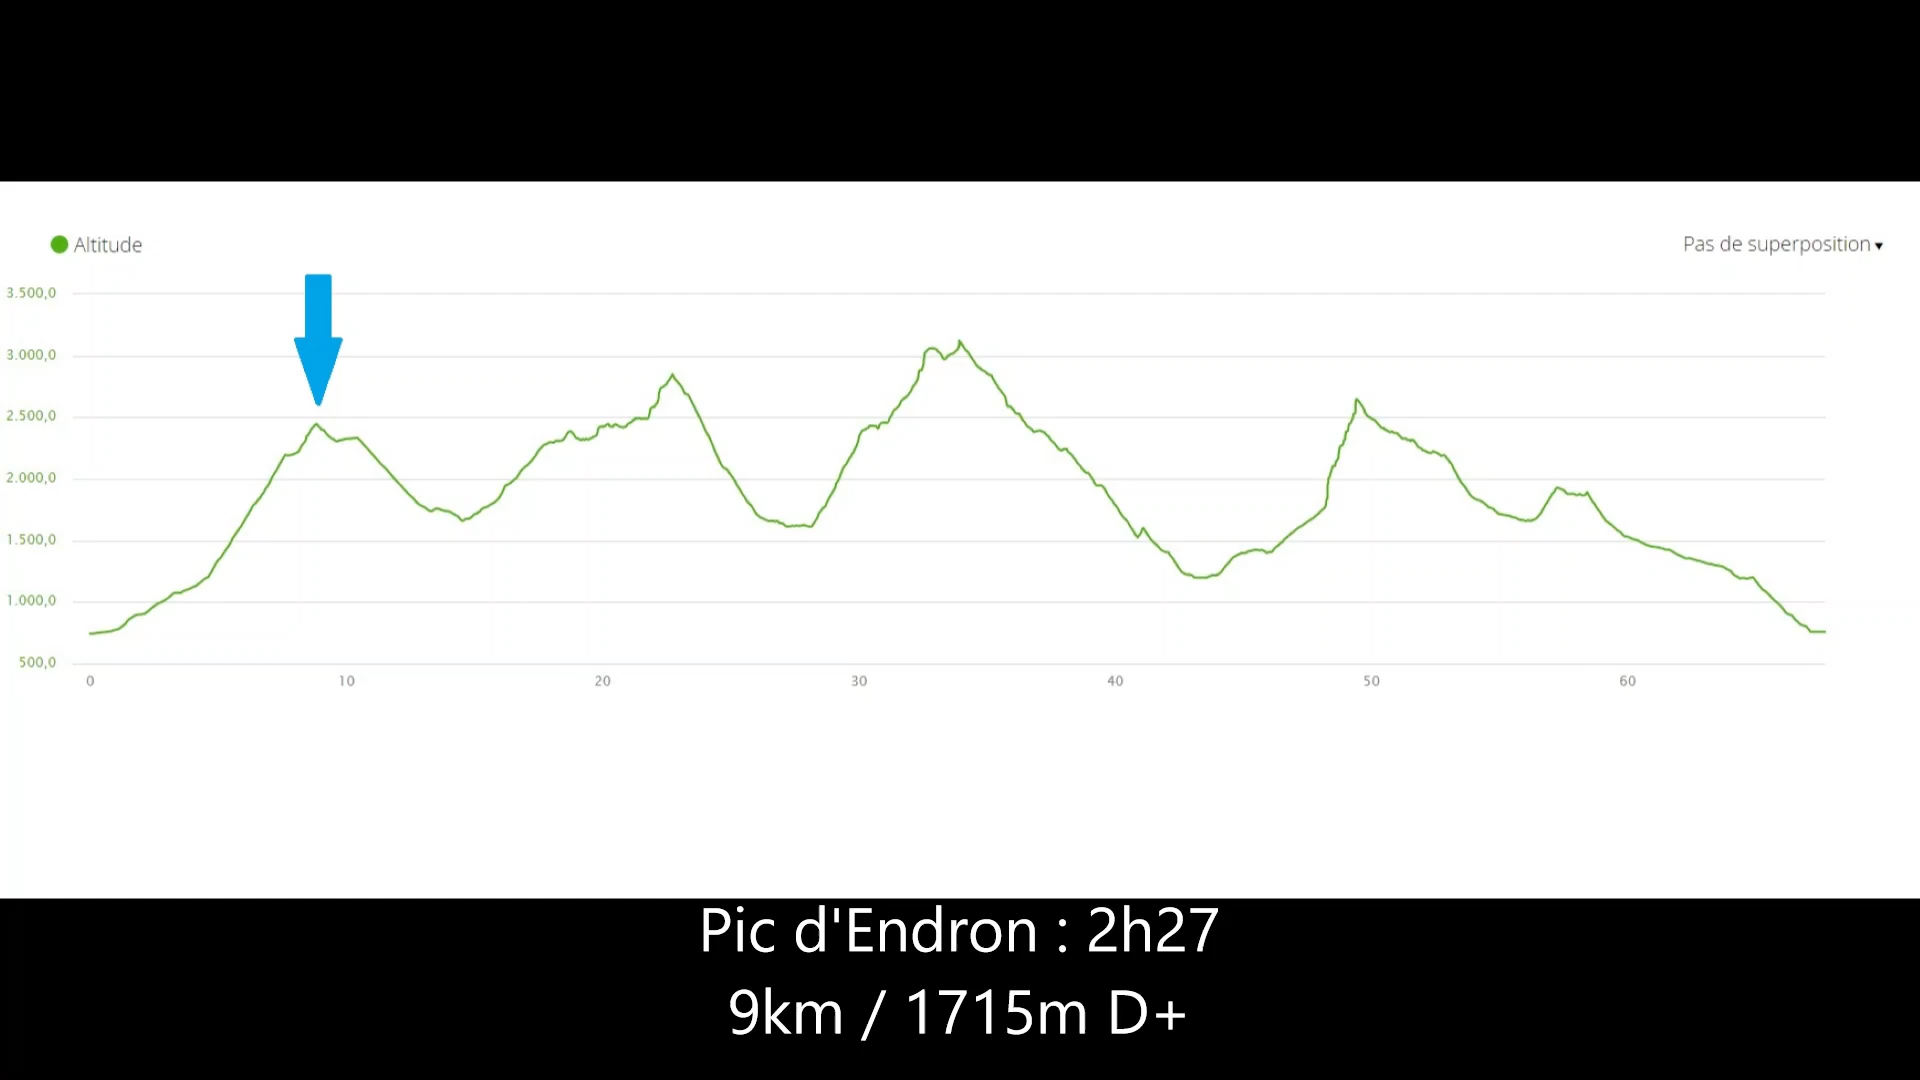 Altitude
Pas de superposition ▾
3.500,0
3.000,0
2.500,0
2.000,0
1.500,0
1.000,0
500,0
0 10 20 30 40 50 60
Pic d'Endron : 2h27
9km / 1715m D+